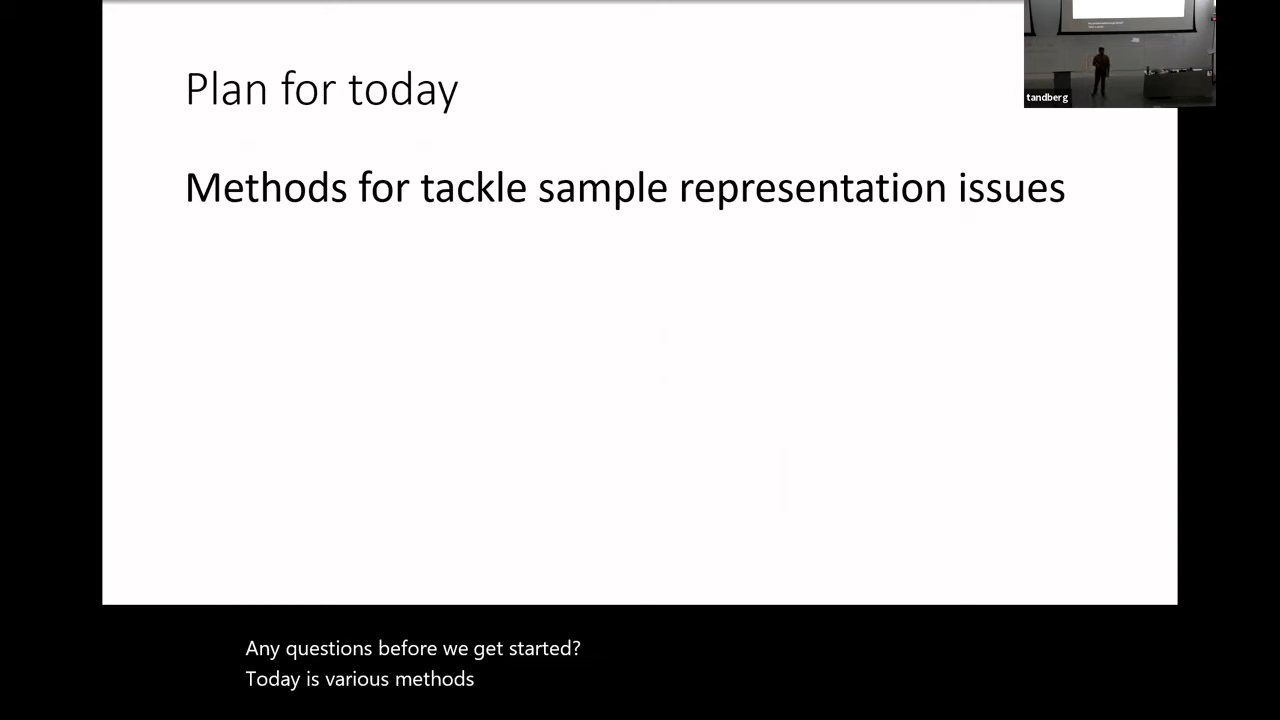 Plan for today
tandberg
Methods for tackle sample representation issues
Any questions before we get started?
Today is various methods